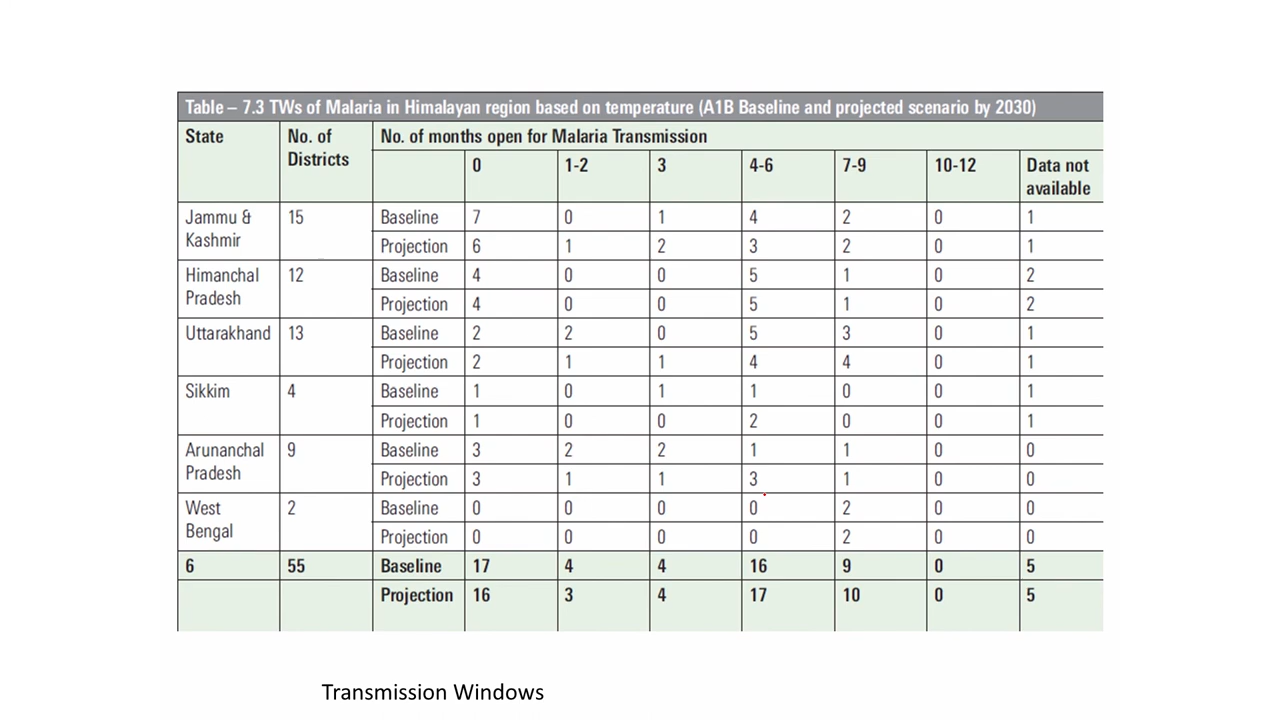 Table – 7.3 TWs of Malaria in Himalayan region based on temperature (A1B Baseline and projected scenario by 2030)
State No. of Districts No. of months open for Malaria Transmission
0 1-2 3 4-6 7-9 10-12 Data not available
Jammu & Kashmir 15 Baseline 7 0 1 4 2 0 1
Projection 6 1 2 3 2 0 1
Himanchal Pradesh 12 Baseline 4 0 0 5 1 0 2
Projection 4 0 0 5 1 0 2
Uttarakhand 13 Baseline 2 2 0 5 3 0 1
Projection 2 1 1 4 4 0 1
Sikkim 4 Baseline 1 0 1 1 0 0 1
Projection 1 0 0 2 0 0 1
Arunanchal Pradesh 9 Baseline 3 2 2 1 1 0 0
Projection 3 1 1 3 1 0 0
West Bengal 2 Baseline 0 0 0 0 2 0 0
Projection 0 0 0 0 2 0 0
6 55 Baseline 17 4 4 16 9 0 5
Projection 16 3 4 17 10 0 5
Transmission Windows